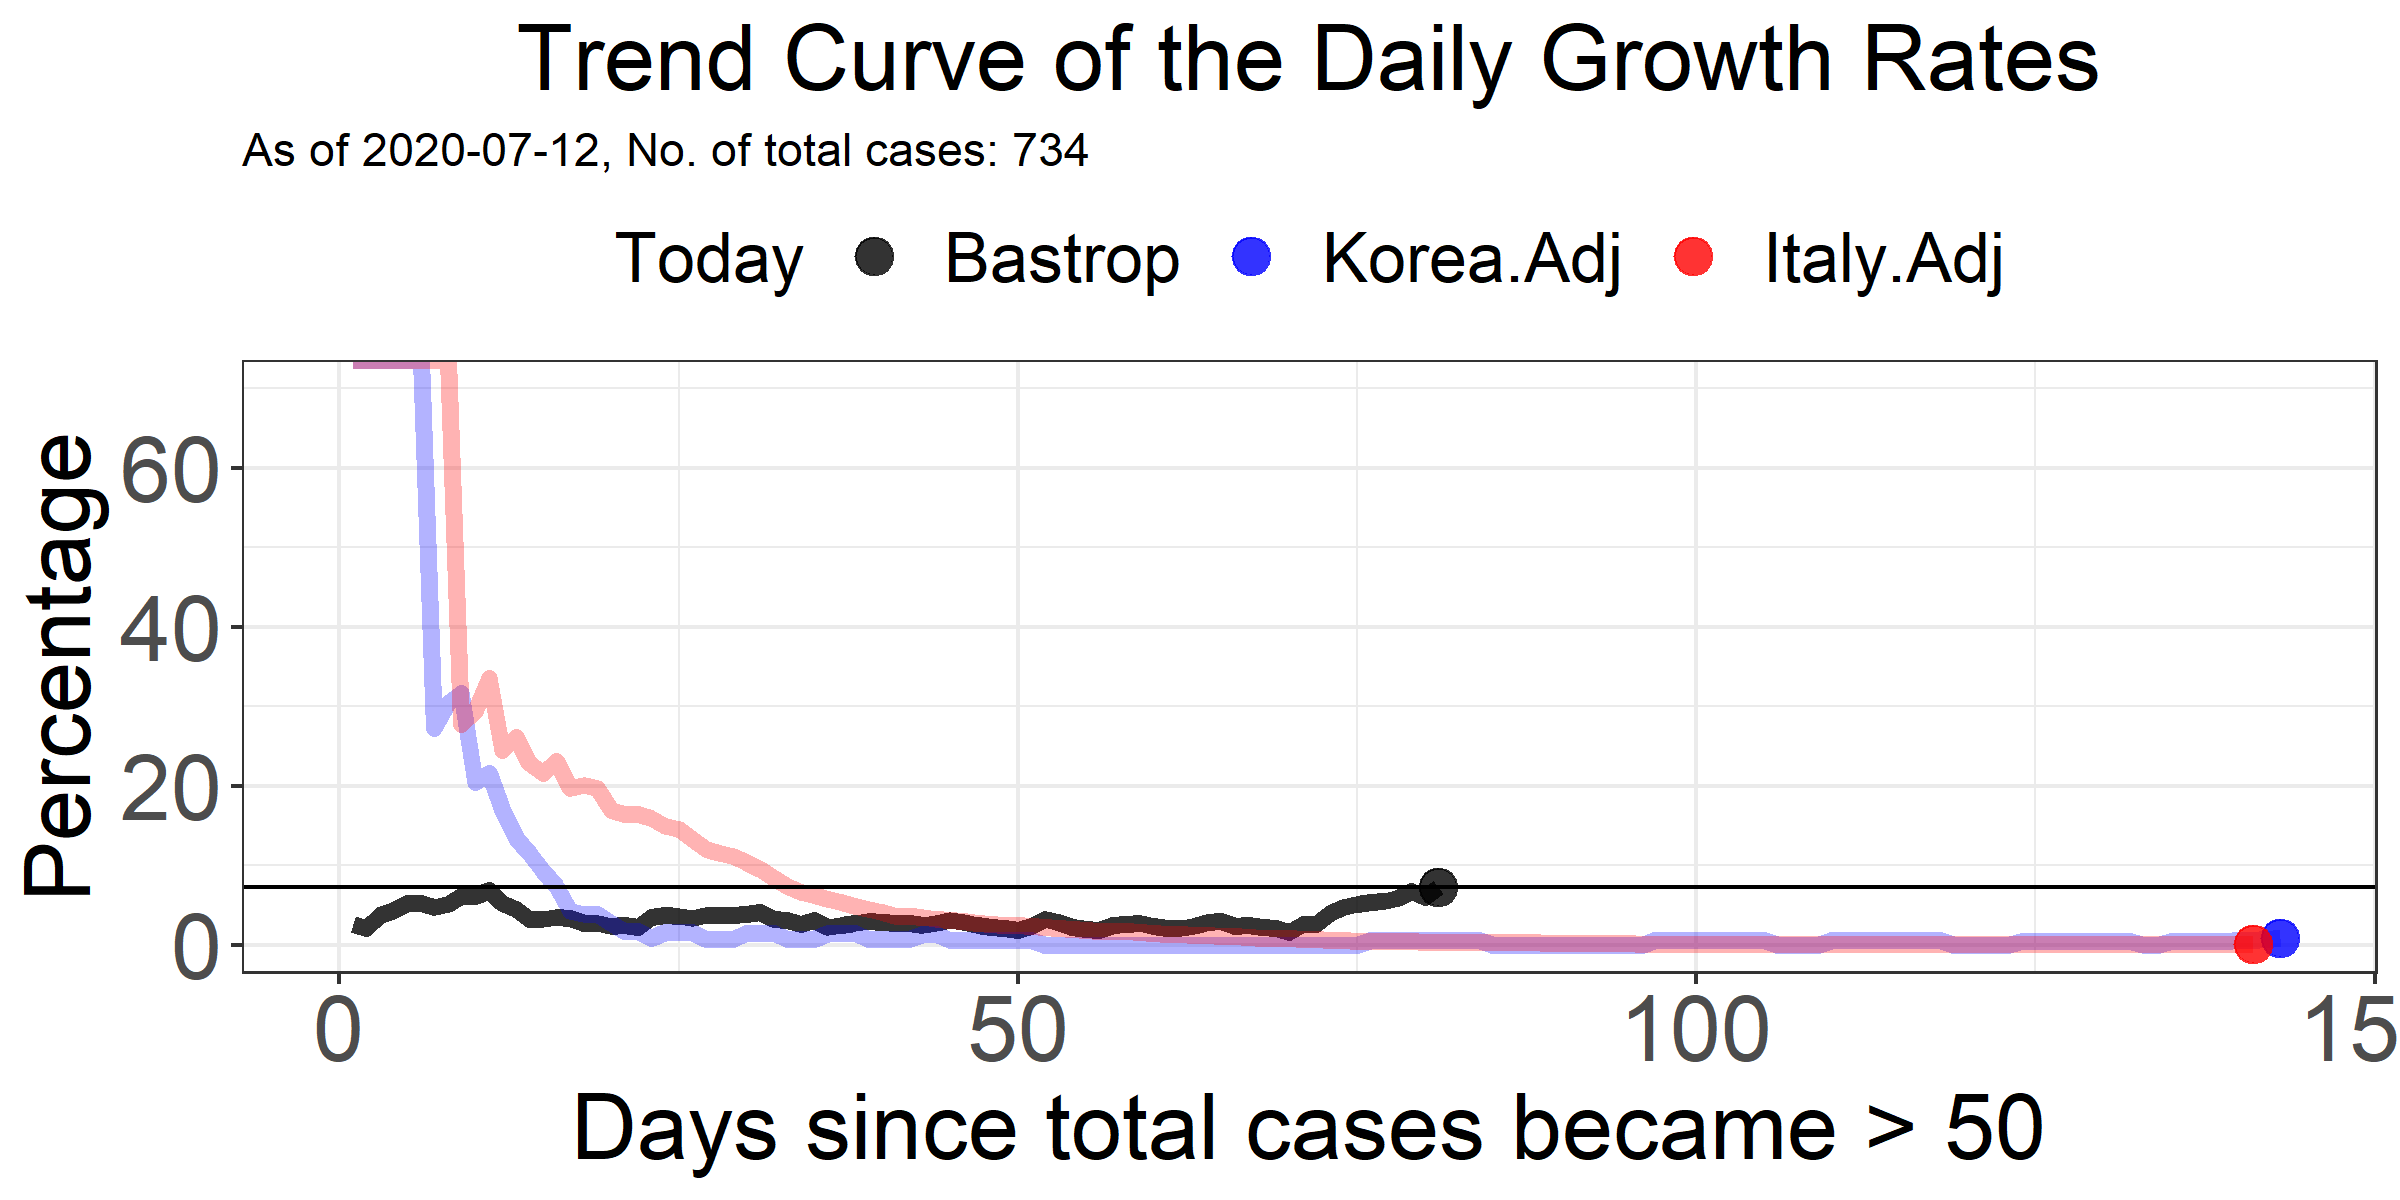 Trend Curve of the Daily Growth Rates
As of 2020-07-12, No. of total cases: 734
Today Bastrop Korea.Adj Italy.Adj
Percentage
60
40
20
0
0 50 100 15
Days since total cases became > 50